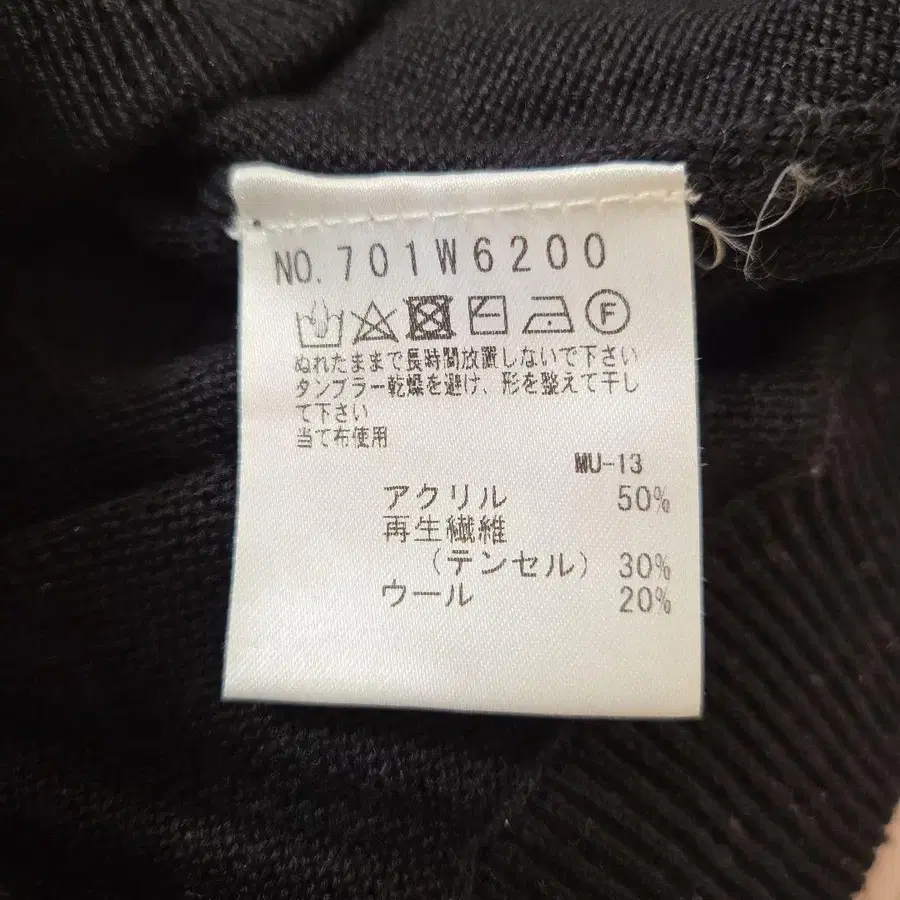 NO.701W6200
F
ぬれたままで長時間放置しないで下さい
タンブラー乾燥を避け、形を整えて干し
て下さい
当て布使用
MU-13
アクリル 50%
再生繊維
(テンセル) 30%
ウール 20%